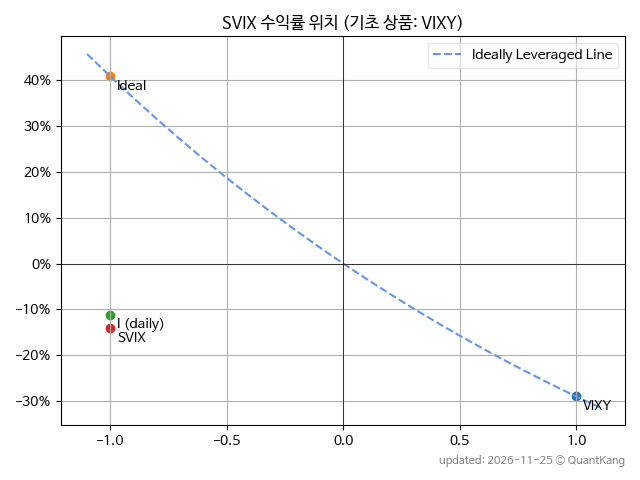 SVIX 수익률 위치 (기초 상품: VIXY)
Ideally Leveraged Line
40%
30%
20%
10%
0%
−10%
−20%
−30%
Ideal
I (daily)
SVIX
VIXY
−1.0
−0.5
0.0
0.5
1.0
updated: 2026-11-25 © QuantKang